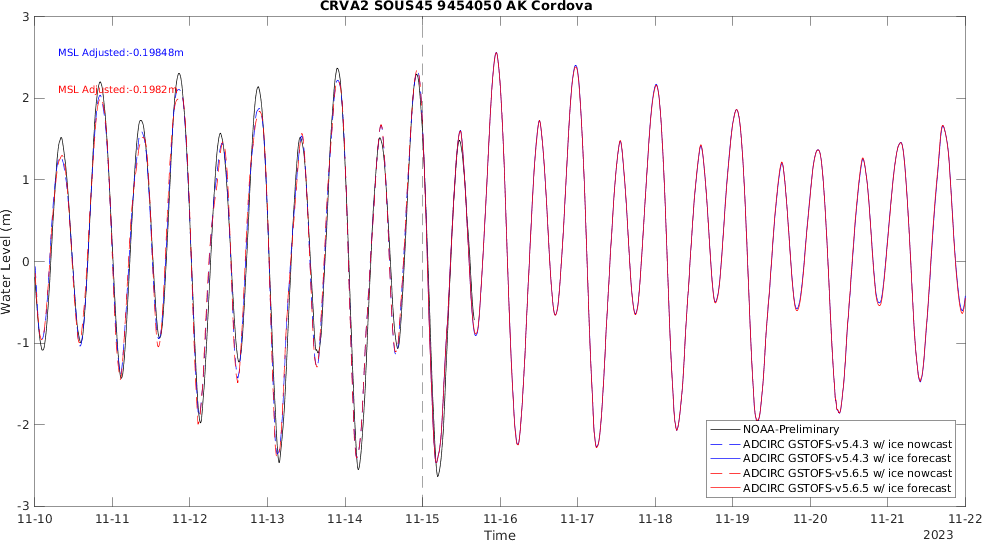 CRVA2 SOUS45 9454050 AK Cordova
3
2
1
0
-1
-2
-3
Water Level (m)
MSL Adjusted:-0.19848m
MSL Adjusted:-0.1982m
NOAA-Preliminary
ADCIRC GSTOFS-v5.4.3 w/ ice nowcast
ADCIRC GSTOFS-v5.4.3 w/ ice forecast
ADCIRC GSTOFS-v5.6.5 w/ ice nowcast
ADCIRC GSTOFS-v5.6.5 w/ ice forecast
11-10 11-11 11-12 11-13 11-14 11-15 11-16 11-17 11-18 11-19 11-20 11-21 11-22
Time
2023